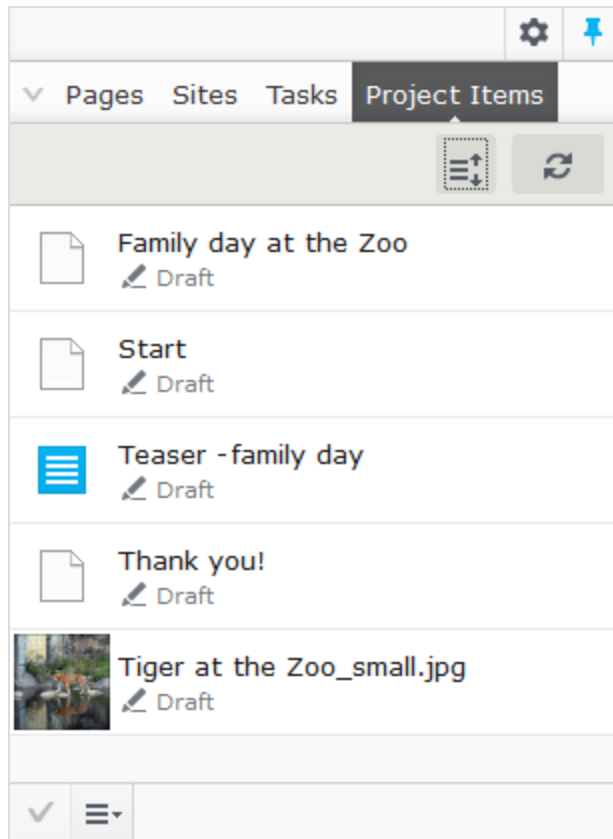 Pages Sites Tasks Project Items
Family day at the Zoo
Draft
Start
Draft
Teaser -family day
Draft
Thank you!
Draft
Tiger at the Zoo_small.jpg
Draft